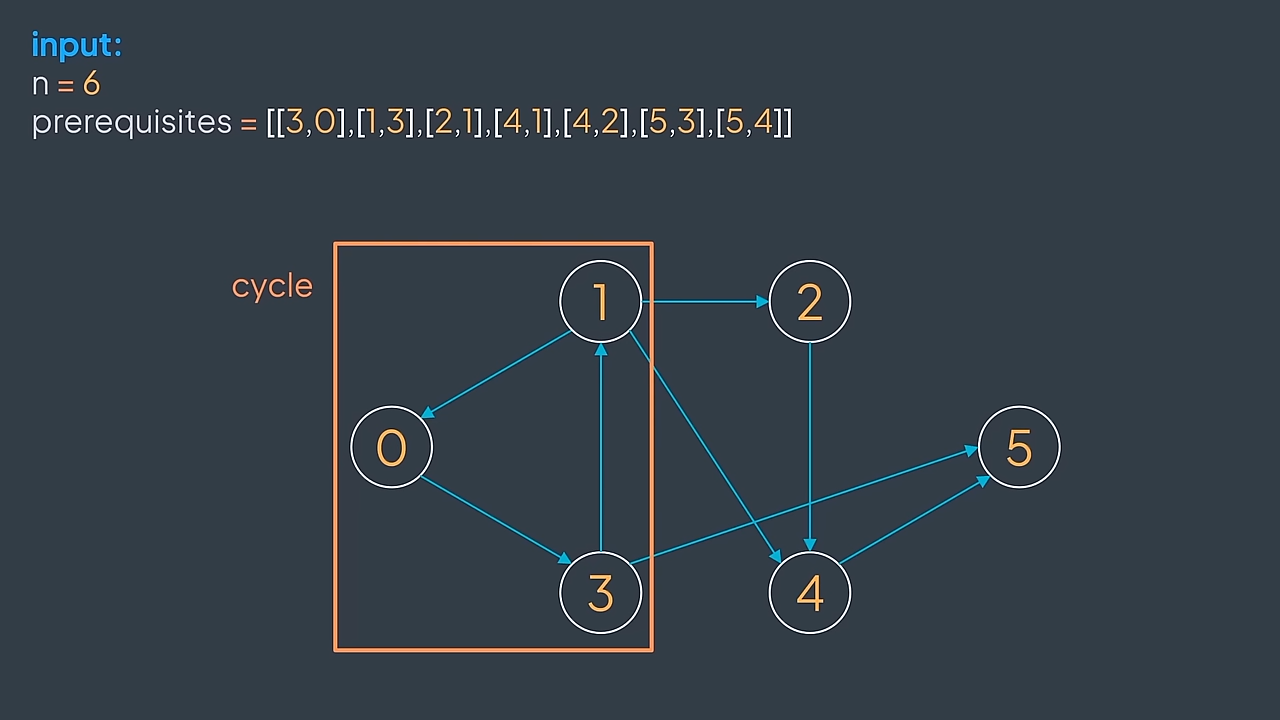 input:
n = 6
prerequisites = [[3,0],[1,3],[2,1],[4,1],[4,2],[5,3],[5,4]]
cycle
1
2
0
5
3
4